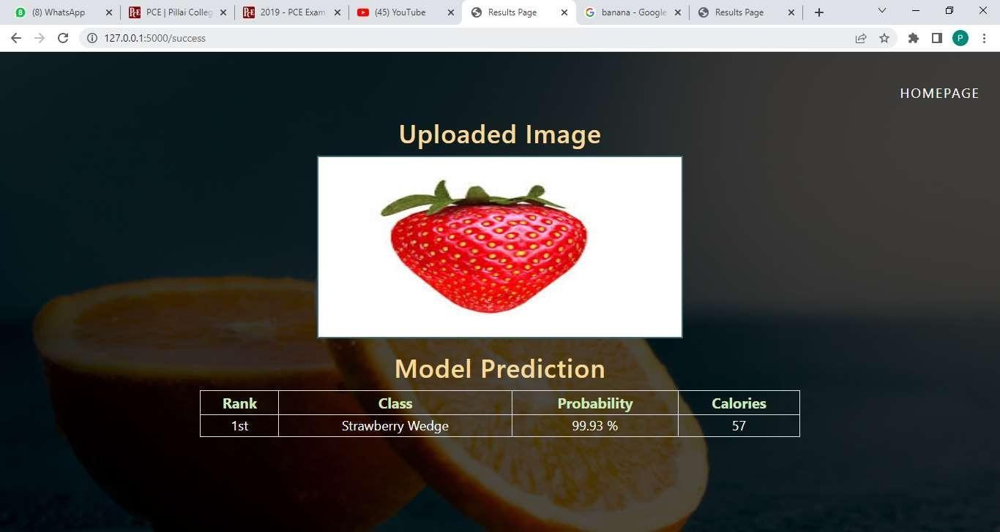 (8) WhatsApp
PCE | Pillai Colleg
2019 - PCE Exam
(45) YouTube
Results Page
banana - Google
Results Page
127.0.0.1:5000/success
P
HOMEPAGE
Uploaded Image
Model Prediction
Rank Class Probability Calories
1st Strawberry Wedge 99.93 % 57